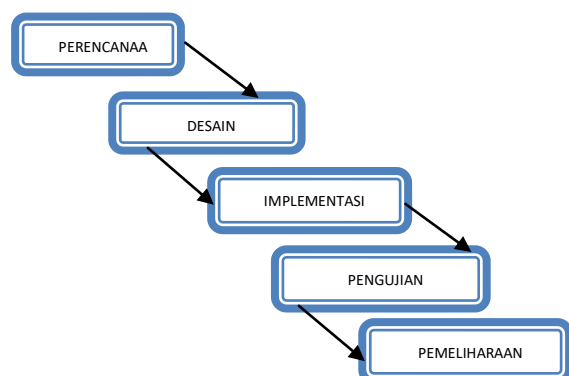 PERENCANAA
DESAIN
IMPLEMENTASI
PENGUJIAN
PEMELIHARAAN